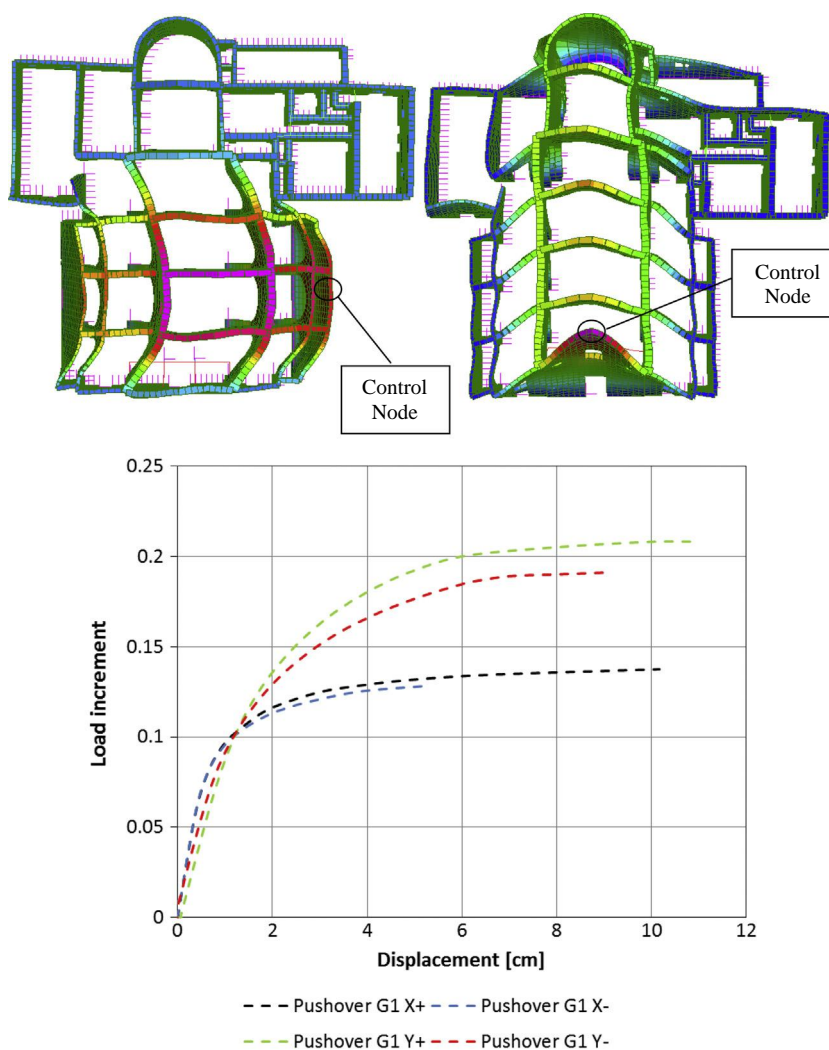 Control
Node
Control
Node
0.25
0.2
0.15
0.1
0.05
0
0 2 4 6 8 10 12
Load increment
Displacement [cm]
Pushover G1 X+ Pushover G1 X-
Pushover G1 Y+ Pushover G1 Y-